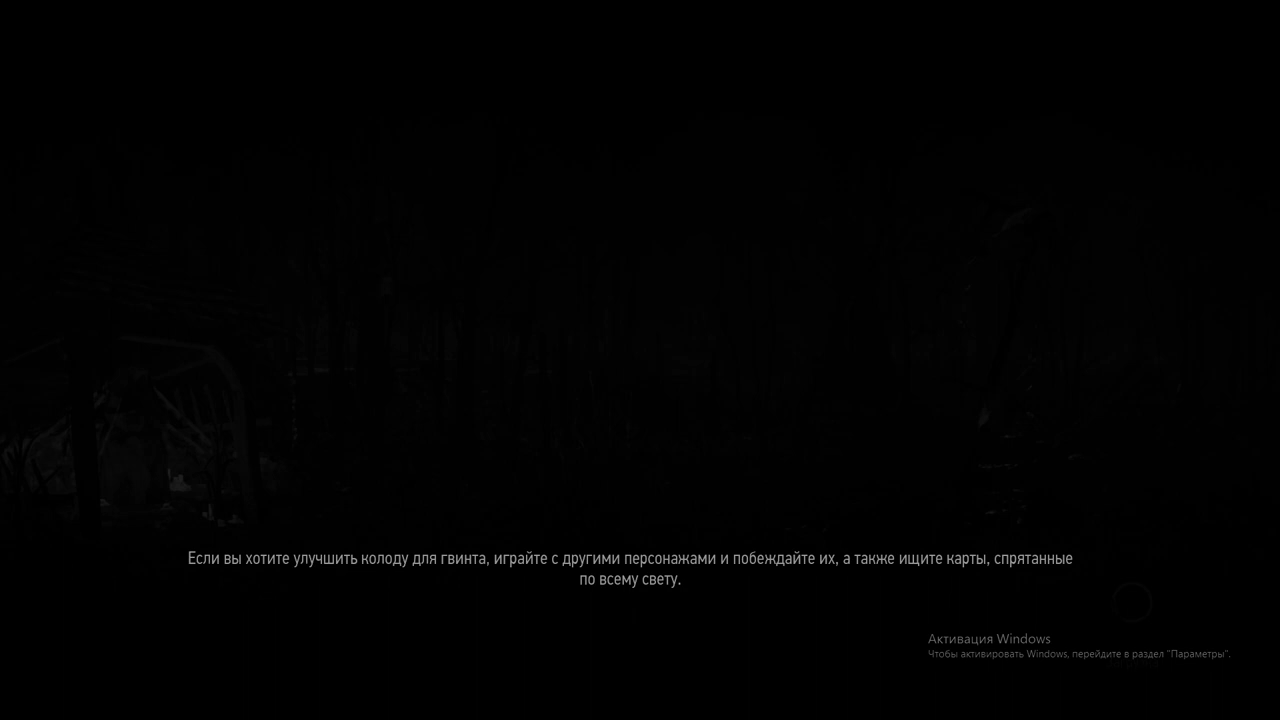 Если вы хотите улучшить колоду для гвинта, играйте с другими персонажами и побеждайте их, а также ищите карты, спрятанные
по всему свету.
Активация Windows
Чтобы активировать Windows, перейдите в раздел "Параметры".